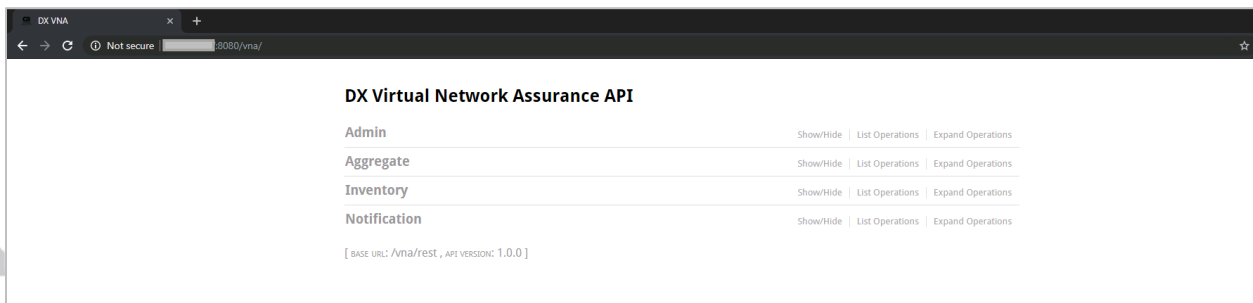 DX VNA
Not secure :8080/vna/
DX Virtual Network Assurance API
Admin Show/Hide List Operations Expand Operations
Aggregate Show/Hide List Operations Expand Operations
Inventory Show/Hide List Operations Expand Operations
Notification Show/Hide List Operations Expand Operations
[ BASE URL: /vna/rest , API VERSION: 1.0.0 ]